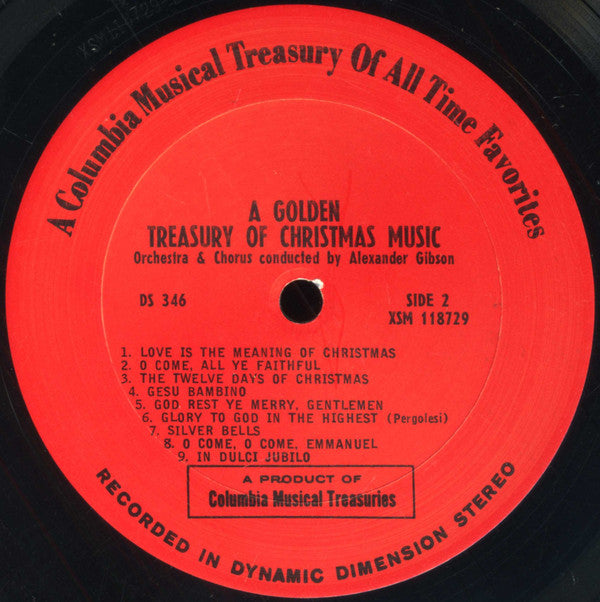 A Columbia Musical Treasury Of All Time Favorites
A GOLDEN
TREASURY OF CHRISTMAS MUSIC
Orchestra & Chorus conducted by Alexander Gibson
DS 346
SIDE 2
XSM 118729
1. LOVE IS THE MEANING OF CHRISTMAS
2. O COME, ALL YE FAITHFUL
3. THE TWELVE DAYS OF CHRISTMAS
4. GESU BAMBINO
5. GOD REST YE MERRY, GENTLEMEN
6. GLORY TO GOD IN THE HIGHEST (Pergolesi)
7. SILVER BELLS
8. O COME, O COME, EMMANUEL
9. IN DULCI JUBILO
A PRODUCT OF
Columbia Musical Treasuries
RECORDED IN DYNAMIC DIMENSION STEREO